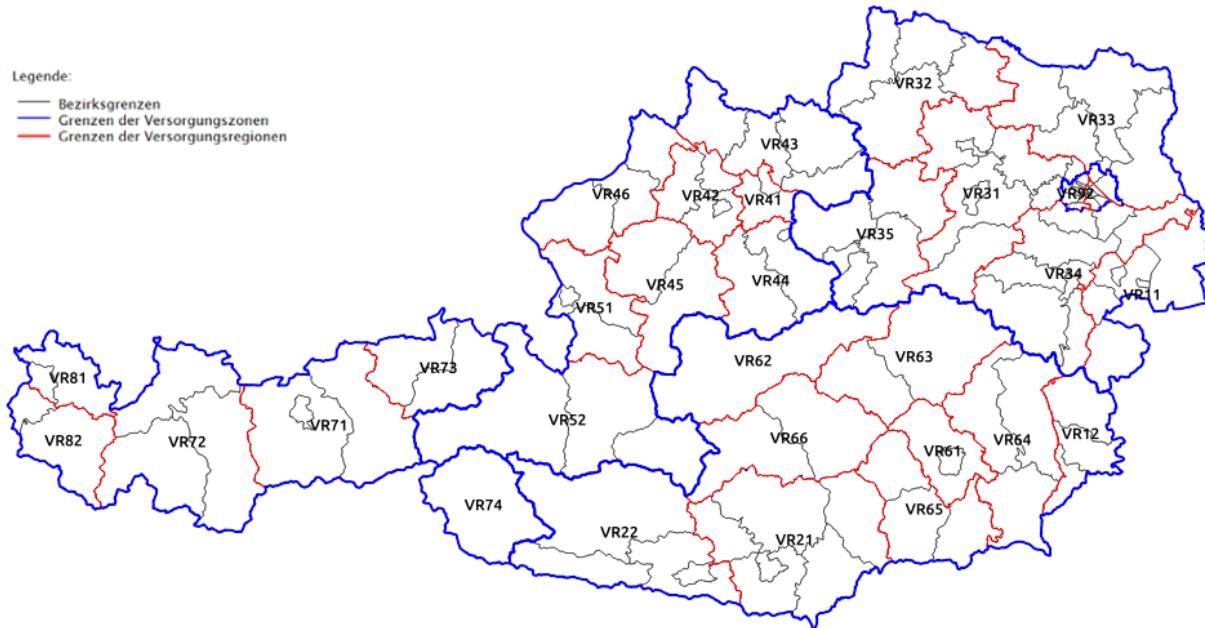 Legende:
Bezirksgrenzen
Grenzen der Versorgungszonen
Grenzen der Versorgungsregionen
VR32
VR33
VR43
VR46
VR42
VR41
VR31
VR92
VR35
VR34
VR45
VR44
VR11
VR51
VR62
VR63
VR73
VR81
VR52
VR71
VR72
VR82
VR66
VR61
VR64
VR12
VR74
VR65
VR22
VR21